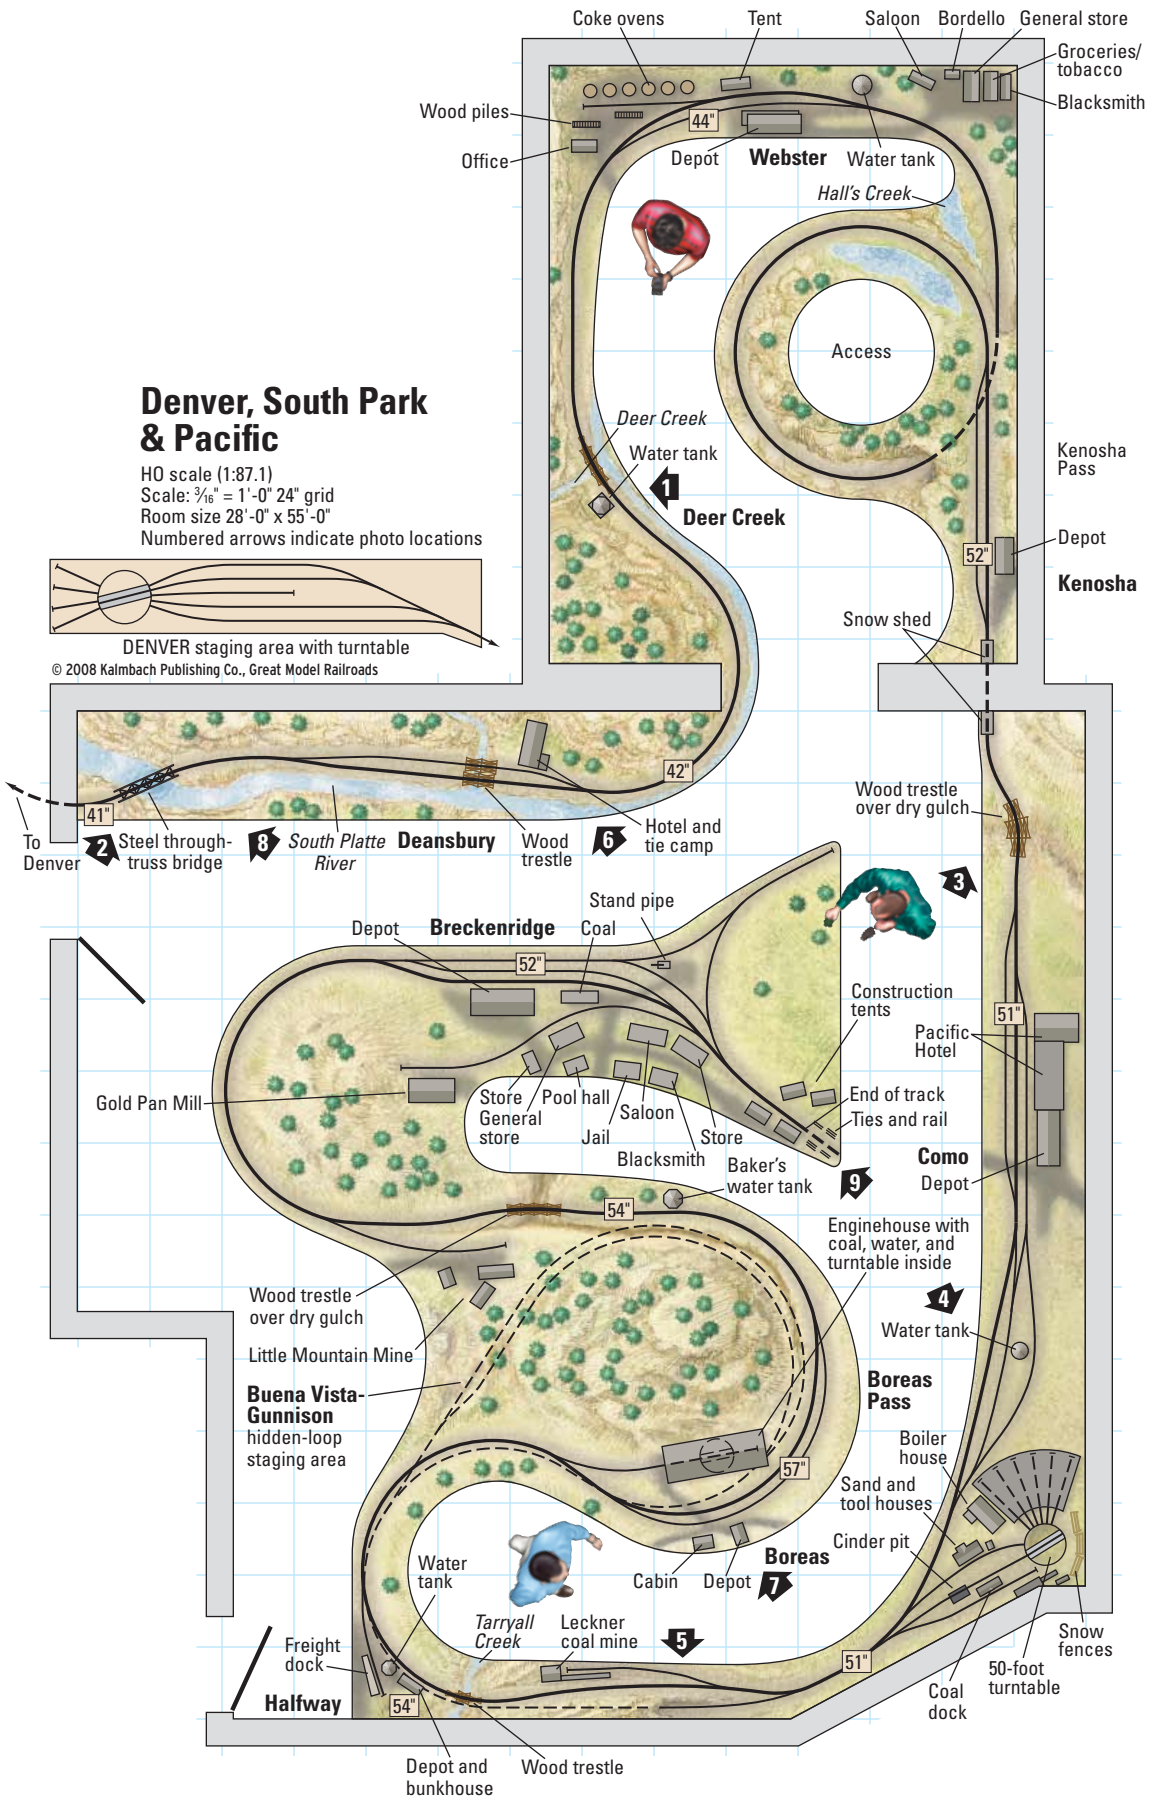 Coke ovens
Tent
Saloon
Bordello
General store
Groceries/
tobacco
Blacksmith
Wood piles
Office
44"
Depot
Webster
Water tank
Hall's Creek
Access
Denver, South Park
& Pacific
HO scale (1:87.1)
Scale: 3/16" = 1'-0" 24" grid
Room size 28'-0" x 55'-0"
Numbered arrows indicate photo locations
DENVER staging area with turntable
© 2008 Kalmbach Publishing Co., Great Model Railroads
Deer Creek
Water tank
1
Deer Creek
Kenosha
Pass
52"
Depot
Kenosha
Snow shed
42"
41"
To
Denver
2
Steel through-
truss bridge
8
South Platte
River
Deansbury
Wood
trestle
6
Hotel and
tie camp
Wood trestle
over dry gulch
3
Stand pipe
Depot
Breckenridge
Coal
52"
Construction
tents
51"
Pacific
Hotel
Gold Pan Mill
Store
General
store
Pool hall
Jail
Saloon
Blacksmith
Store
End of track
Ties and rail
Como
Depot
Baker's
water tank
9
54"
Enginehouse with
coal, water, and
turntable inside
4
Wood trestle
over dry gulch
Little Mountain Mine
Water tank
Buena Vista-
Gunnison
hidden-loop
staging area
Boreas
Pass
Boiler
house
57"
Sand and
tool houses
Cinder pit
Cabin
Depot
Boreas
7
Water
tank
Tarryall
Creek
Leckner
coal mine
5
Freight
dock
Halfway
54"
51"
Snow
fences
50-foot
turntable
Coal
dock
Depot and
bunkhouse
Wood trestle